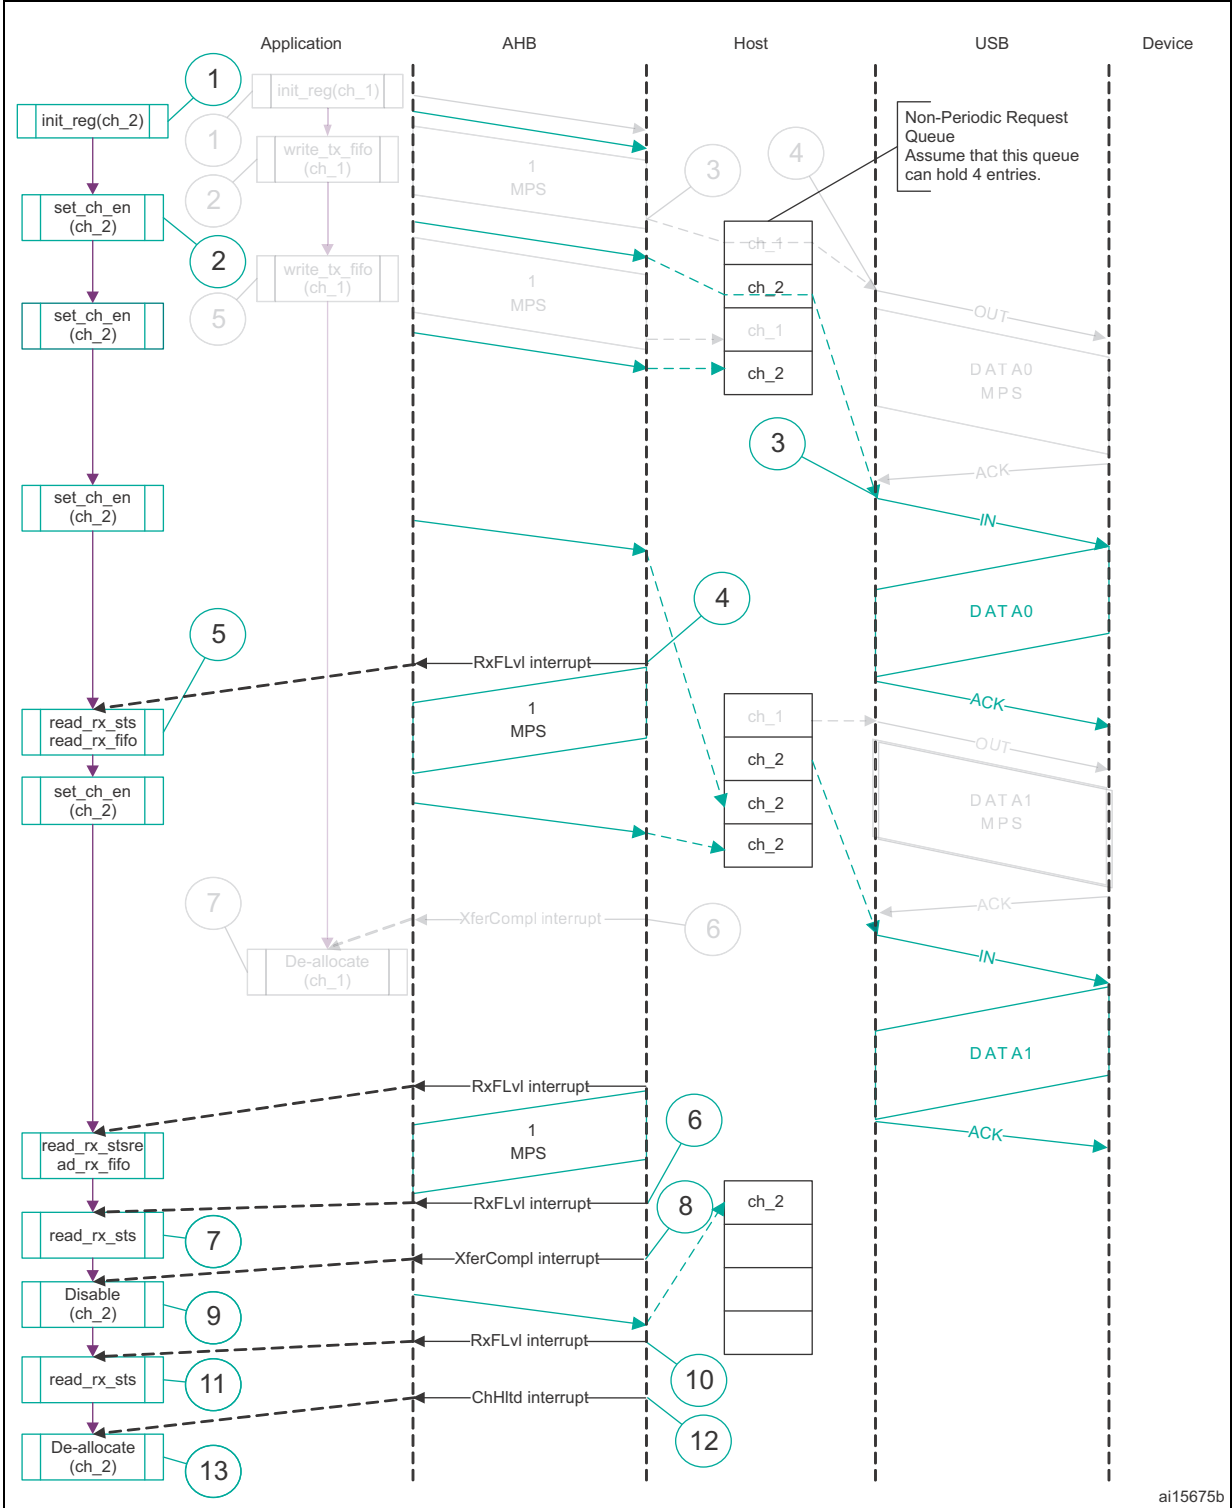 Application
AHB
Host
USB
Device
1
init_reg(ch_1)
init_reg(ch_2)
1
Non-Periodic Request
Queue
Assume that this queue
can hold 4 entries.
write_tx_fifo
(ch_1)
2
1
MPS
3
4
set_ch_en
(ch_2)
2
ch_1
write_tx_fifo
(ch_1)
5
1
MPS
ch_2
set_ch_en
(ch_2)
ch_1
OUT
ch_2
DATA0
MPS
3
ACK
set_ch_en
(ch_2)
IN
4
DATA0
5
RxFLvl interrupt
read_rx_sts
read_rx_fifo
1
MPS
ch_1
ACK
OUT
ch_2
set_ch_en
(ch_2)
ch_2
DATA1
MPS
ch_2
7
XferCompl interrupt
6
ACK
De-allocate
(ch_1)
IN
DATA1
RxFLvl interrupt
6
read_rx_stsre
ad_rx_fifo
1
MPS
ACK
RxFLvl interrupt
8
ch_2
read_rx_sts
7
XferCompl interrupt
Disable
(ch_2)
9
RxFLvl interrupt
read_rx_sts
11
10
ChHltd interrupt
12
De-allocate
(ch_2)
13
ai15675b